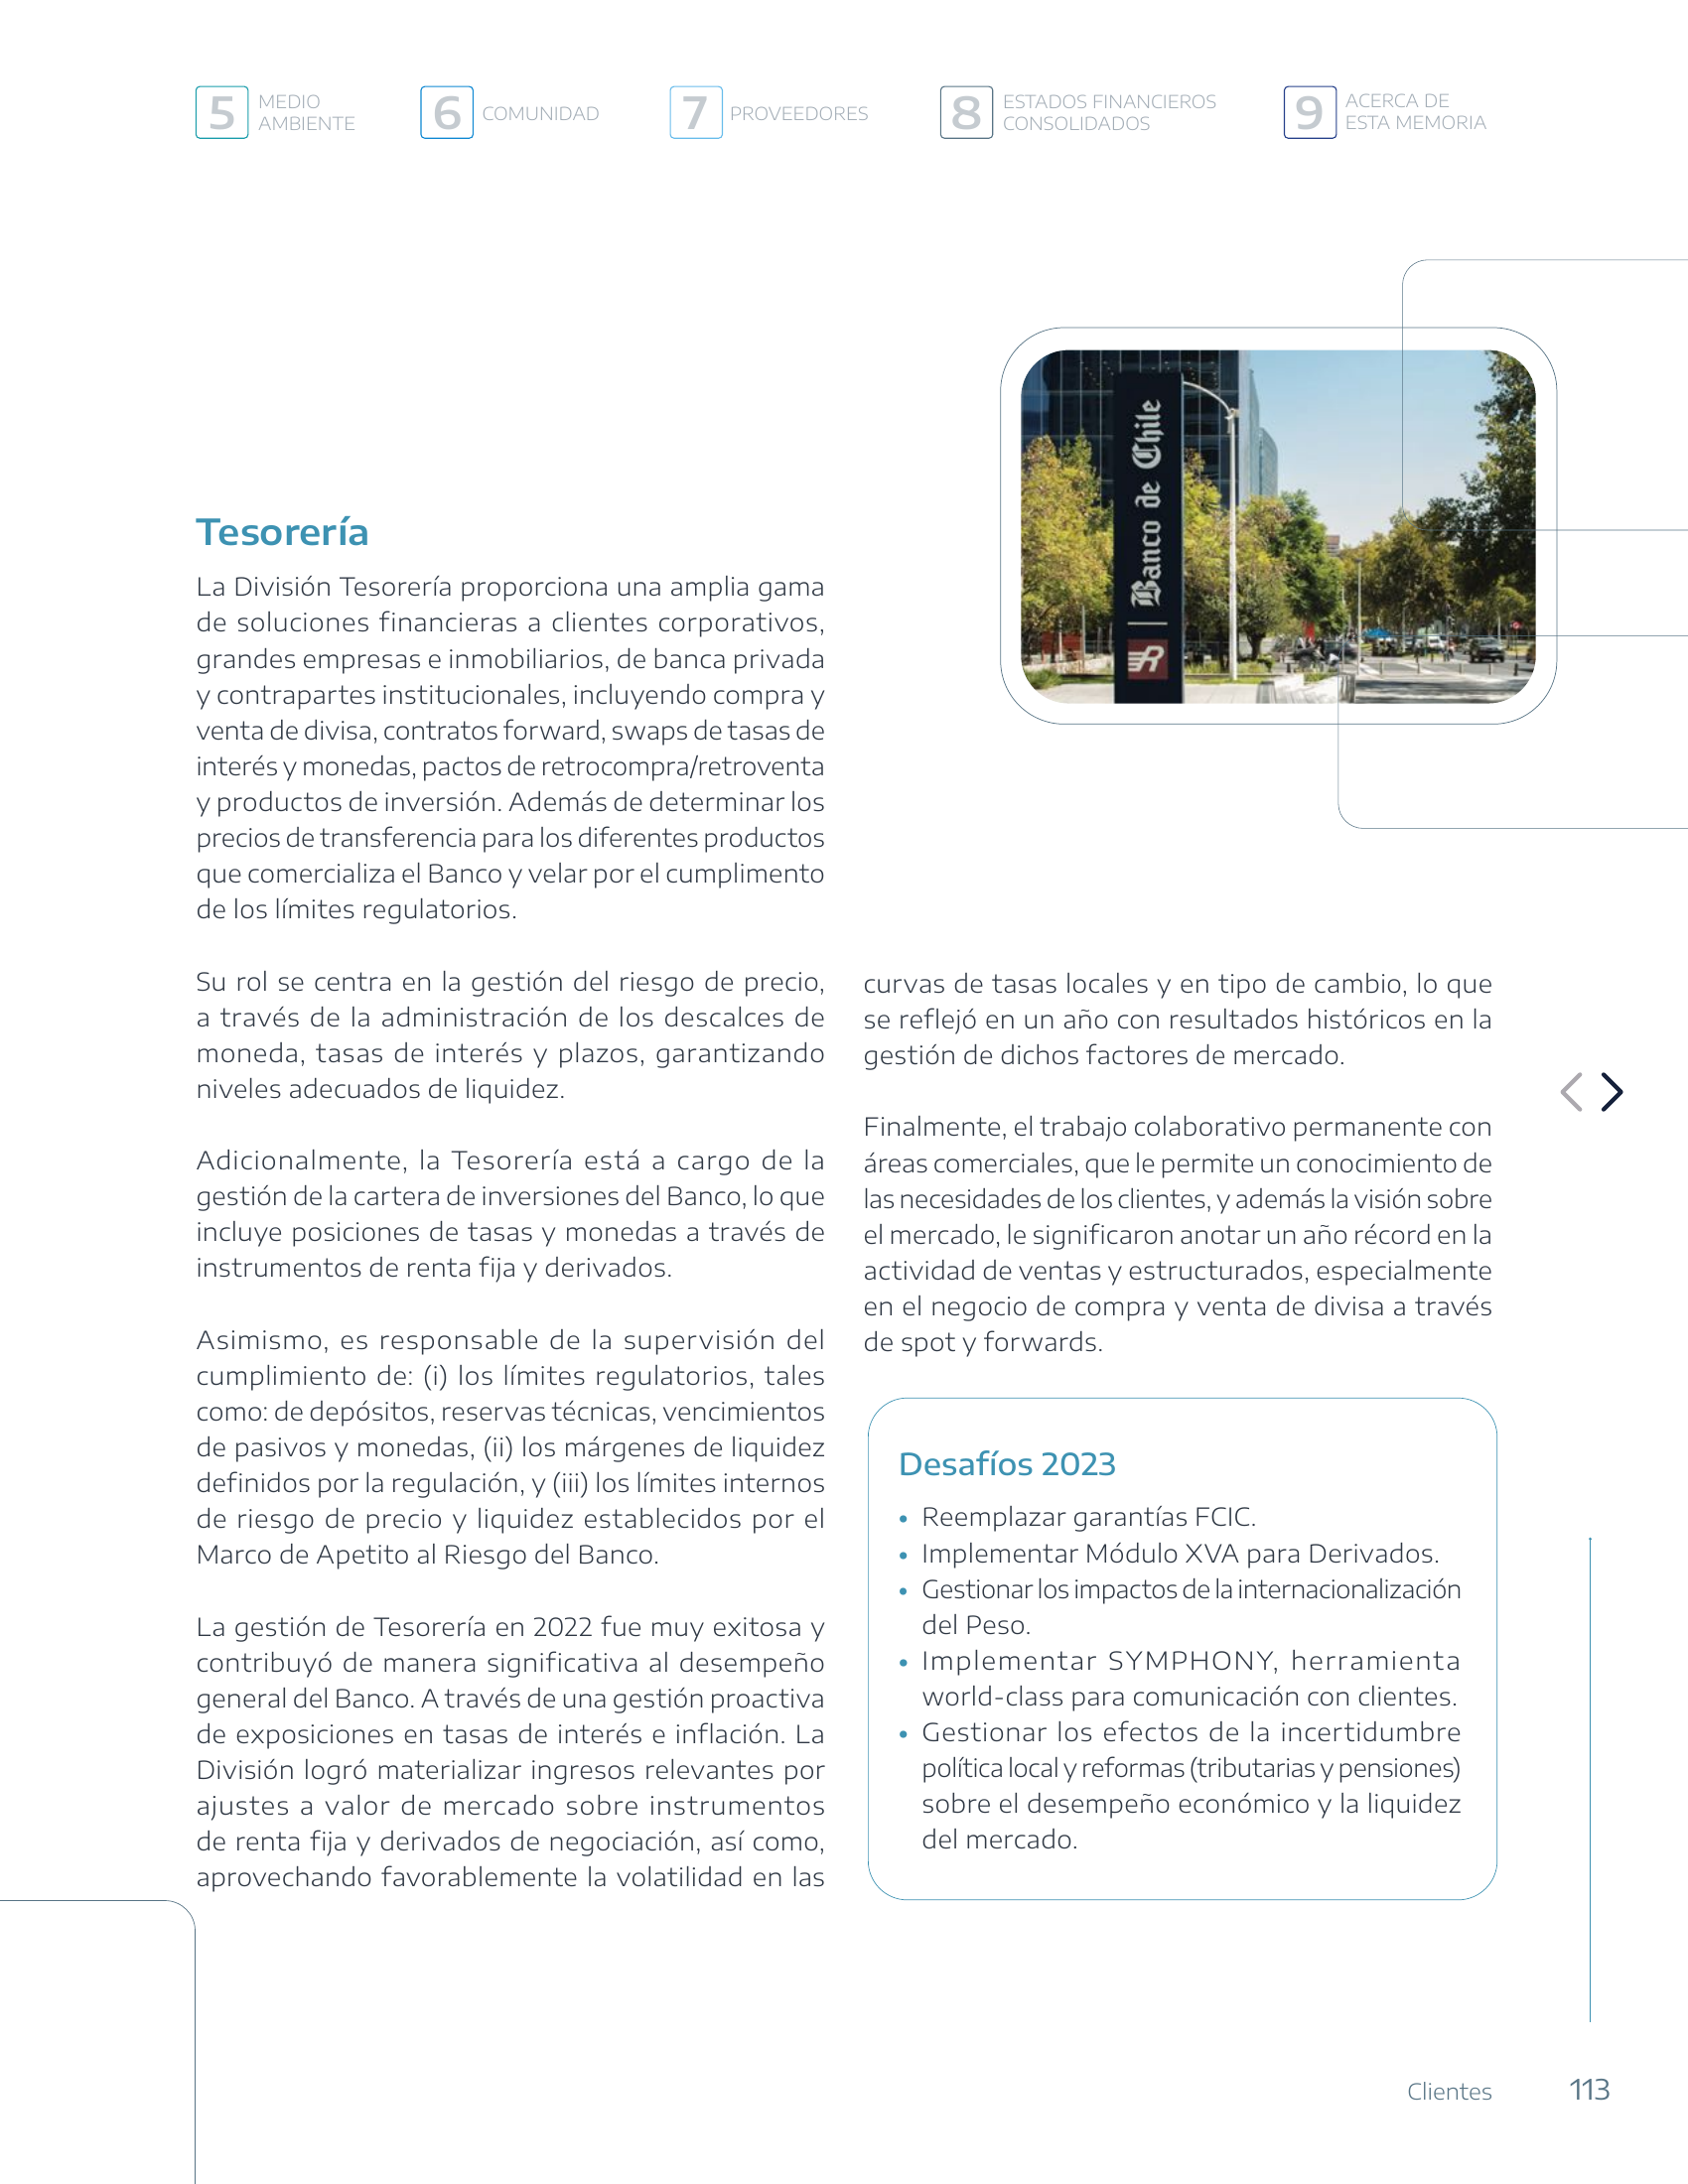 5 MEDIO AMBIENTE
6 COMUNIDAD
7 PROVEEDORES
8 ESTADOS FINANCIEROS CONSOLIDADOS
9 ACERCA DE ESTA MEMORIA
Banco de Chile
Tesorería
La División Tesorería proporciona una amplia gama
de soluciones financieras a clientes corporativos,
grandes empresas e inmobiliarios, de banca privada
y contrapartes institucionales, incluyendo compra y
venta de divisa, contratos forward, swaps de tasas de
interés y monedas, pactos de retrocompra/retroventa
y productos de inversión. Además de determinar los
precios de transferencia para los diferentes productos
que comercializa el Banco y velar por el cumplimento
de los límites regulatorios.
Su rol se centra en la gestión del riesgo de precio,
a través de la administración de los descalces de
moneda, tasas de interés y plazos, garantizando
niveles adecuados de liquidez.
Adicionalmente, la Tesorería está a cargo de la
gestión de la cartera de inversiones del Banco, lo que
incluye posiciones de tasas y monedas a través de
instrumentos de renta fija y derivados.
Asimismo, es responsable de la supervisión del
cumplimiento de: (i) los límites regulatorios, tales
como: de depósitos, reservas técnicas, vencimientos
de pasivos y monedas, (ii) los márgenes de liquidez
definidos por la regulación, y (iii) los límites internos
de riesgo de precio y liquidez establecidos por el
Marco de Apetito al Riesgo del Banco.
La gestión de Tesorería en 2022 fue muy exitosa y
contribuyó de manera significativa al desempeño
general del Banco. A través de una gestión proactiva
de exposiciones en tasas de interés e inflación. La
División logró materializar ingresos relevantes por
ajustes a valor de mercado sobre instrumentos
de renta fija y derivados de negociación, así como,
aprovechando favorablemente la volatilidad en las
curvas de tasas locales y en tipo de cambio, lo que
se reflejó en un año con resultados históricos en la
gestión de dichos factores de mercado.
Finalmente, el trabajo colaborativo permanente con
áreas comerciales, que le permite un conocimiento de
las necesidades de los clientes, y además la visión sobre
el mercado, le significaron anotar un año récord en la
actividad de ventas y estructurados, especialmente
en el negocio de compra y venta de divisa a través
de spot y forwards.
Desafíos 2023
• Reemplazar garantías FCIC.
• Implementar Módulo XVA para Derivados.
• Gestionar los impactos de la internacionalización
del Peso.
• Implementar SYMPHONY, herramienta
world-class para comunicación con clientes.
• Gestionar los efectos de la incertidumbre
política local y reformas (tributarias y pensiones)
sobre el desempeño económico y la liquidez
del mercado.
Clientes 113